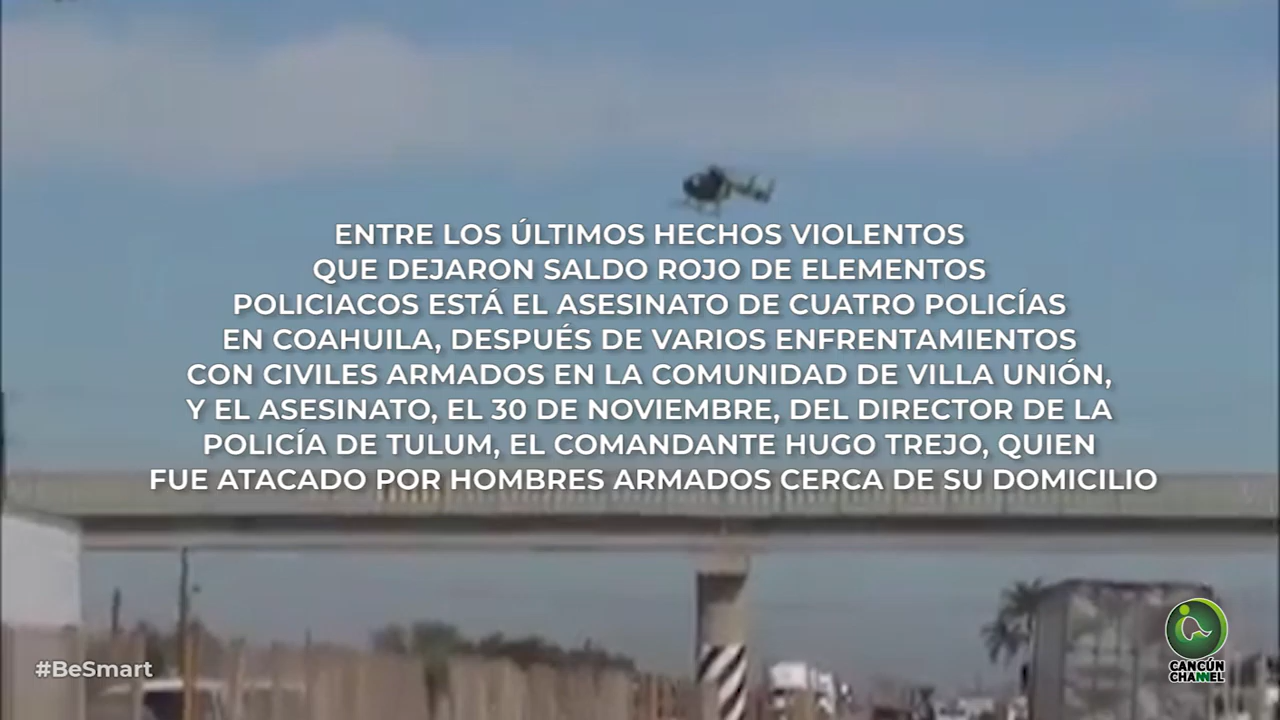 ENTRE LOS ÚLTIMOS HECHOS VIOLENTOS
QUE DEJARON SALDO ROJO DE ELEMENTOS
POLICIACOS ESTÁ EL ASESINATO DE CUATRO POLICÍAS
EN COAHUILA, DESPUÉS DE VARIOS ENFRENTAMIENTOS
CON CIVILES ARMADOS EN LA COMUNIDAD DE VILLA UNIÓN,
Y EL ASESINATO, EL 30 DE NOVIEMBRE, DEL DIRECTOR DE LA
POLICÍA DE TULUM, EL COMANDANTE HUGO TREJO, QUIEN
FUE ATACADO POR HOMBRES ARMADOS CERCA DE SU DOMICILIO
#BeSmart
CANCÚN
CHANNEL